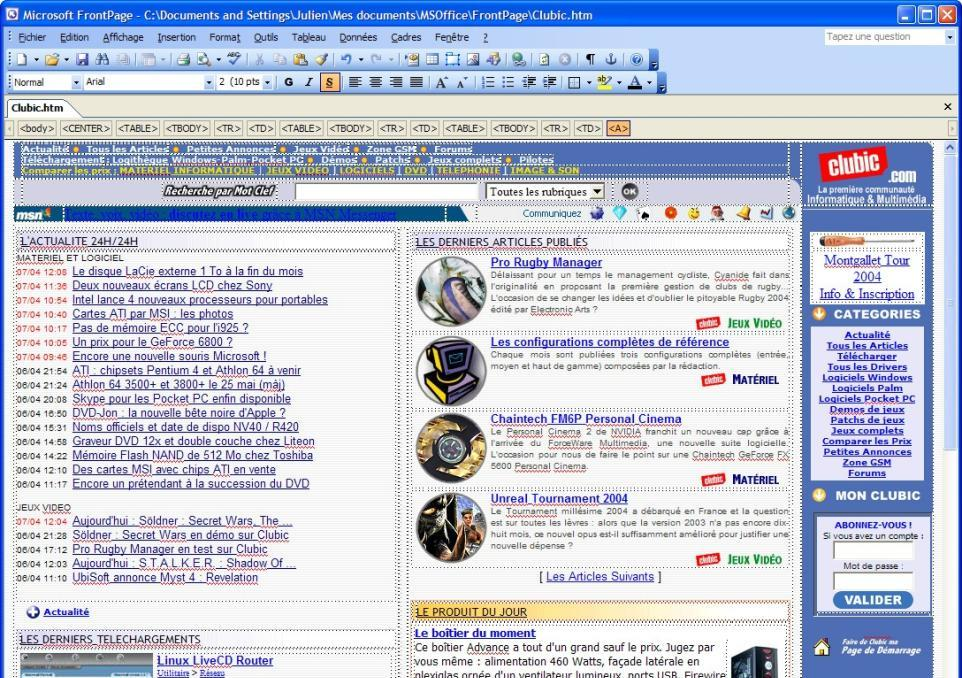 Microsoft FrontPage - C:\Documents and Settings\Julien\Mes documents\MSOffice\FrontPage\Clubic.htm
Fichier Edition Affichage Insertion Format Outils Tableau Données Cadres Fenêtre ?
Tapez une question
Normal Arial 2 (10 pts) G I S
Clubic.htm
<body> <CENTER> <TABLE> <TBODY> <TR> <TD> <TABLE> <TBODY> <TR> <TD> <TABLE> <TBODY> <TR> <TD> <A>
Actualité Tous les Articles Petites Annonces Jeux Vidéo Zone GSM Forums
Téléchargement : Logithèque Windows-Palm-Pocket PC Démos Patchs Jeux complets Pilotes
Comparer les prix : MATERIEL INFORMATIQUE | JEUX VIDEO | LOGICIELS | DVD | TELEPHONIE | IMAGE & SON
Recherche par Mot Clef Toutes les rubriques OK
msn Texte, voix, vidéo : discutez en live grâce à MSN Messenger
Communiquez
clubic.com
La première communauté
Informatique & Multimédia
L'ACTUALITE 24H/24H
MATERIEL ET LOGICIEL
07/04 12:08 Le disque LaCie externe 1 To à la fin du mois
07/04 11:36 Deux nouveaux écrans LCD chez Sony
07/04 10:54 Intel lance 4 nouveaux processeurs pour portables
07/04 10:40 Cartes ATI par MSI : les photos
07/04 10:17 Pas de mémoire ECC pour l'i925 ?
07/04 10:05 Un prix pour le GeForce 6800 ?
07/04 09:46 Encore une nouvelle souris Microsoft !
06/04 21:54 ATI : chipsets Pentium 4 et Athlon 64 à venir
06/04 21:24 Athlon 64 3500+ et 3800+ le 25 mai (màj)
06/04 20:08 Skype pour les Pocket PC enfin disponible
06/04 16:50 DVD-Jon : la nouvelle bête noire d'Apple ?
06/04 15:31 Noms officiels et date de dispo NV40 / R420
06/04 14:58 Graveur DVD 12x et double couche chez Liteon
06/04 14:22 Mémoire Flash NAND de 512 Mo chez Toshiba
06/04 12:10 Des cartes MSI avec chips ATI en vente
06/04 11:17 Encore un prétendant à la succession du DVD
JEUX VIDEO
07/04 12:04 Aujourd'hui : Söldner : Secret Wars, The ...
06/04 21:28 Söldner : Secret Wars en démo sur Clubic
06/04 17:12 Pro Rugby Manager en test sur Clubic
06/04 12:03 Aujourd'hui : S.T.A.L.K.E.R. : Shadow Of ...
06/04 11:10 UbiSoft annonce Myst 4 : Revelation
Actualité
LES DERNIERS TELECHARGEMENTS
Linux LiveCD Router
Utilitaire > Réseau
LES DERNIERS ARTICLES PUBLIÉS
Pro Rugby Manager
Délaissant pour un temps le management cycliste, Cyanide fait dans
l'originalité en proposant la première gestion de clubs de rugby...
L'occasion de se changer les idées et d'oublier le pitoyable Rugby 2004
édité par Electronic Arts ?
clubic JEUX VIDÉO
Les configurations complètes de référence
Chaque mois sont publiées trois configurations complètes (entrée,
moyen et haut de gamme) composées par la rédaction.
clubic MATÉRIEL
Chaintech FM6P Personal Cinema
Le Personal Cinema 2 de NVIDIA franchit un nouveau cap grâce à
l'arrivée du ForceWare Multimedia, une nouvelle suite logicielle.
L'occasion pour nous de faire le point sur une Chaintech GeForce FX
5600 Personal Cinema.
clubic MATÉRIEL
Unreal Tournament 2004
Le Tournament millésime 2004 a débarqué en France et la question
est sur toutes les lèvres : alors que la version 2003 n'a pas encore dix-
huit mois, ce nouvel opus est-il suffisamment amélioré pour justifier une
nouvelle dépense ?
clubic JEUX VIDÉO
[ Les Articles Suivants ]
LE PRODUIT DU JOUR
Le boîtier du moment
Ce boîtier Advance a tout d'un grand sauf le prix. Jugez par
vous même : alimentation 460 Watts, façade latérale en
plexiglas ornée d'un ventilateur lumineux, ports USB, Firewire
Montgallet Tour
2004
Info & Inscription
CATEGORIES
Actualité
Tous les Articles
Télécharger
Tous les Drivers
Logiciels Windows
Logiciels Palm
Logiciels Pocket PC
Demos de jeux
Patchs de jeux
Jeux complets
Comparer les Prix
Petites Annonces
Zone GSM
Forums
MON CLUBIC
ABONNEZ-VOUS !
Si vous avez un compte :
Mot de passe :
VALIDER
Faire de Clubic ma
Page de Démarrage